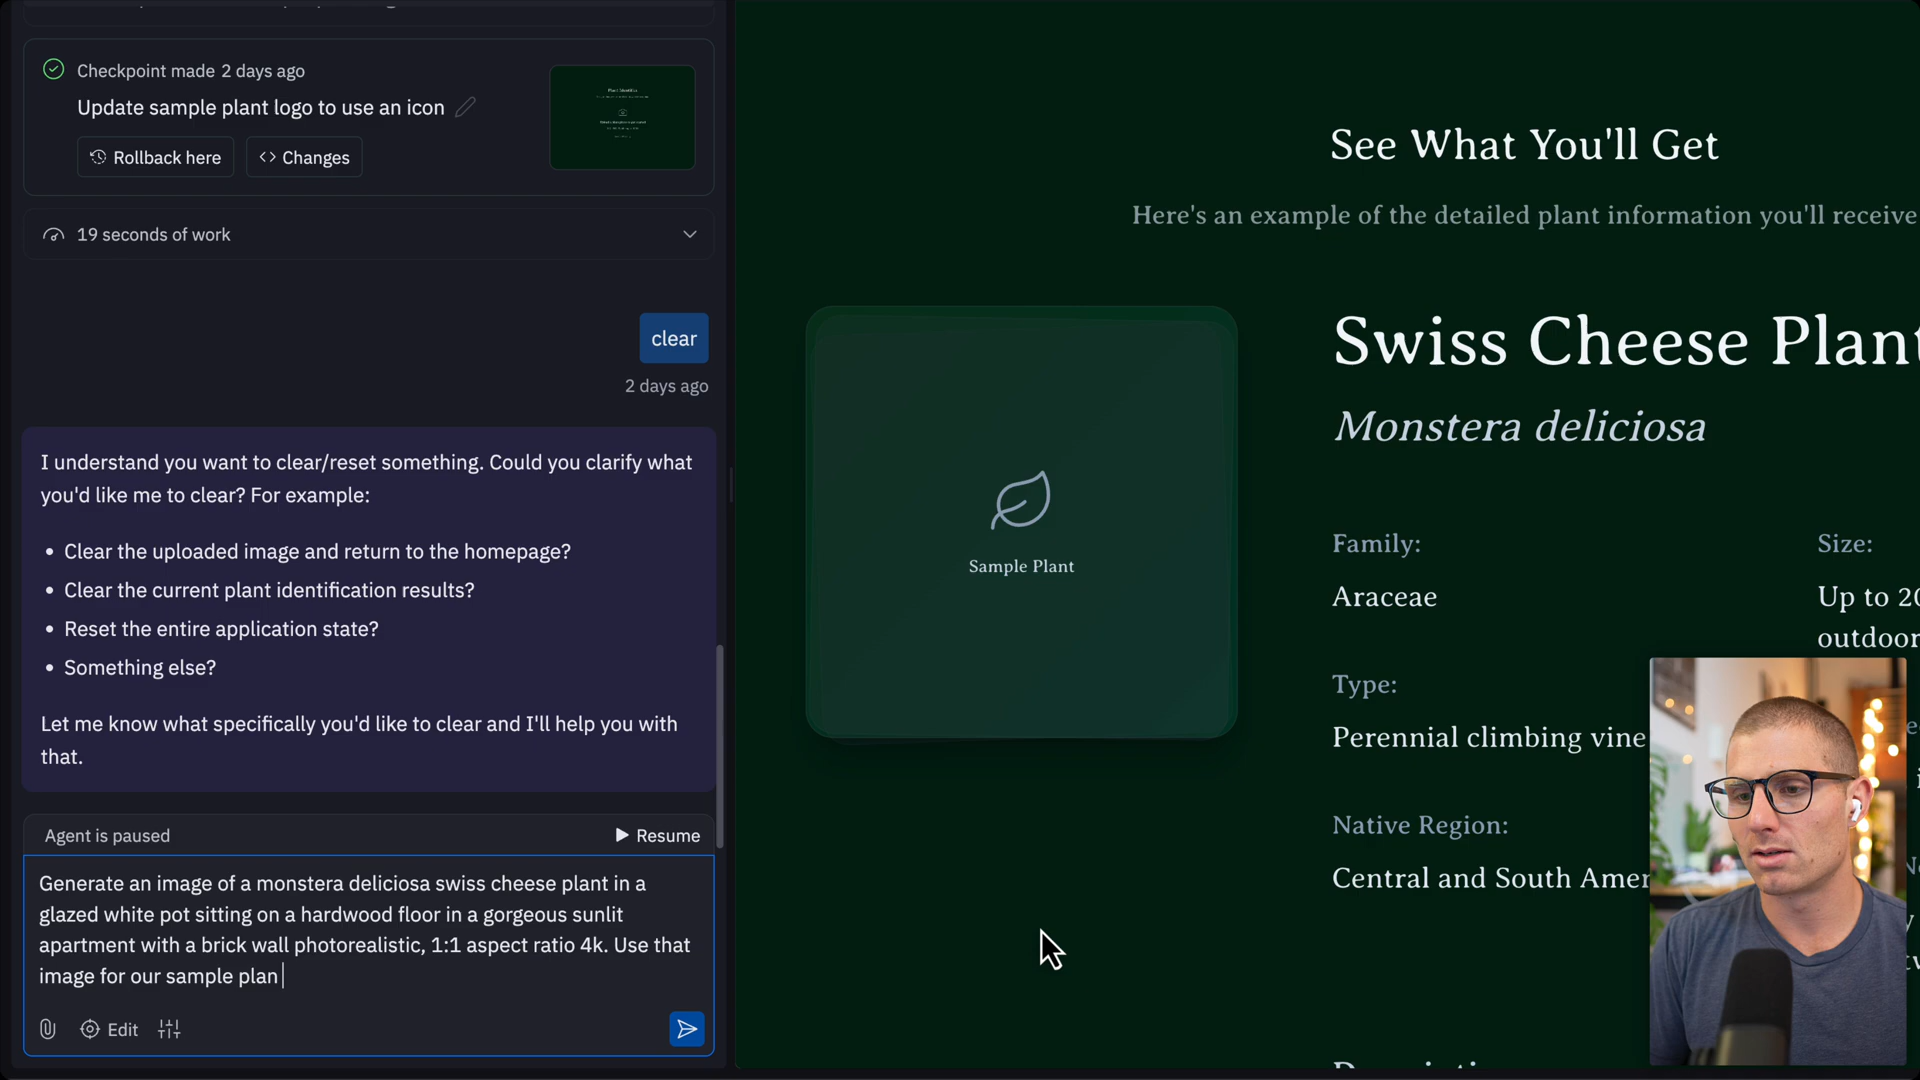 Checkpoint made 2 days ago
Update sample plant logo to use an icon
Rollback here
Changes
19 seconds of work
clear
2 days ago
I understand you want to clear/reset something. Could you clarify what
you'd like me to clear? For example:
• Clear the uploaded image and return to the homepage?
• Clear the current plant identification results?
• Reset the entire application state?
• Something else?
Let me know what specifically you'd like to clear and I'll help you with
that.
Agent is paused
Resume
Generate an image of a monstera deliciosa swiss cheese plant in a
glazed white pot sitting on a hardwood floor in a gorgeous sunlit
apartment with a brick wall photorealistic, 1:1 aspect ratio 4k. Use that
image for our sample plan
Edit
See What You'll Get
Here's an example of the detailed plant information you'll receive
Sample Plant
Swiss Cheese Plant
Monstera deliciosa
Family:
Araceae
Size:
Up to 20
outdoor
Type:
Perennial climbing vine
Native Region:
Central and South Amer